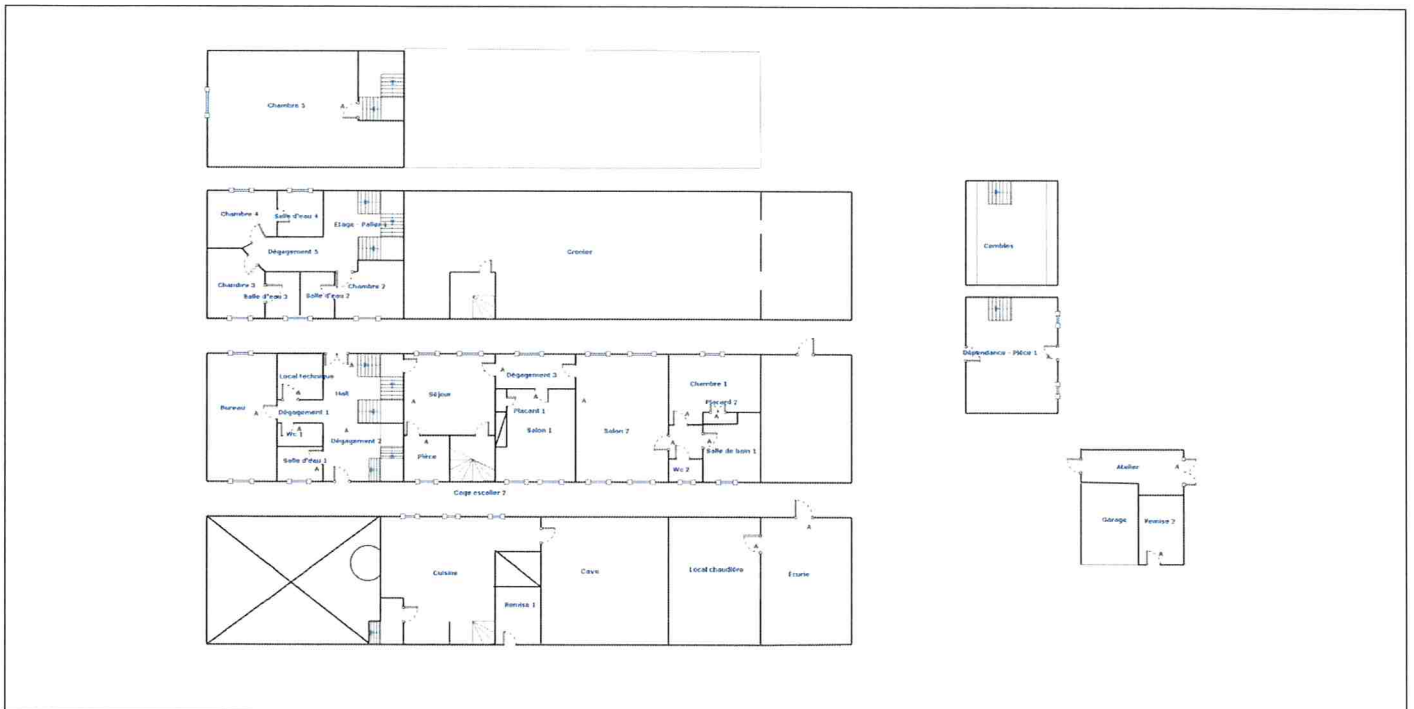 Chambre 5
A
Chambre 4
Salle d'eau 4
Etage - Palier 1
Dégagement 5
Chambre 3
Salle d'eau 3
Salle d'eau 2
Chambre 2
Grenier
Combles
Dépendance - Pièce 1
A
Bureau
A
Local technique
A
Hall
A
Dégagement 1
Wc 1
A
A
Dégagement 2
Salle d'eau 1
A
Séjour
A
A
Pièce
Dégagement 3
A
Placard 1
Salon 1
A
Salon 2
Chambre 1
Placard 2
A
A
A
Salle de bain 1
Wc 2
Cage escalier 2
Atelier
A
Garage
Remise 2
A
Cuisine
Remise 1
Cave
Local chaudière
A
A
Écurie